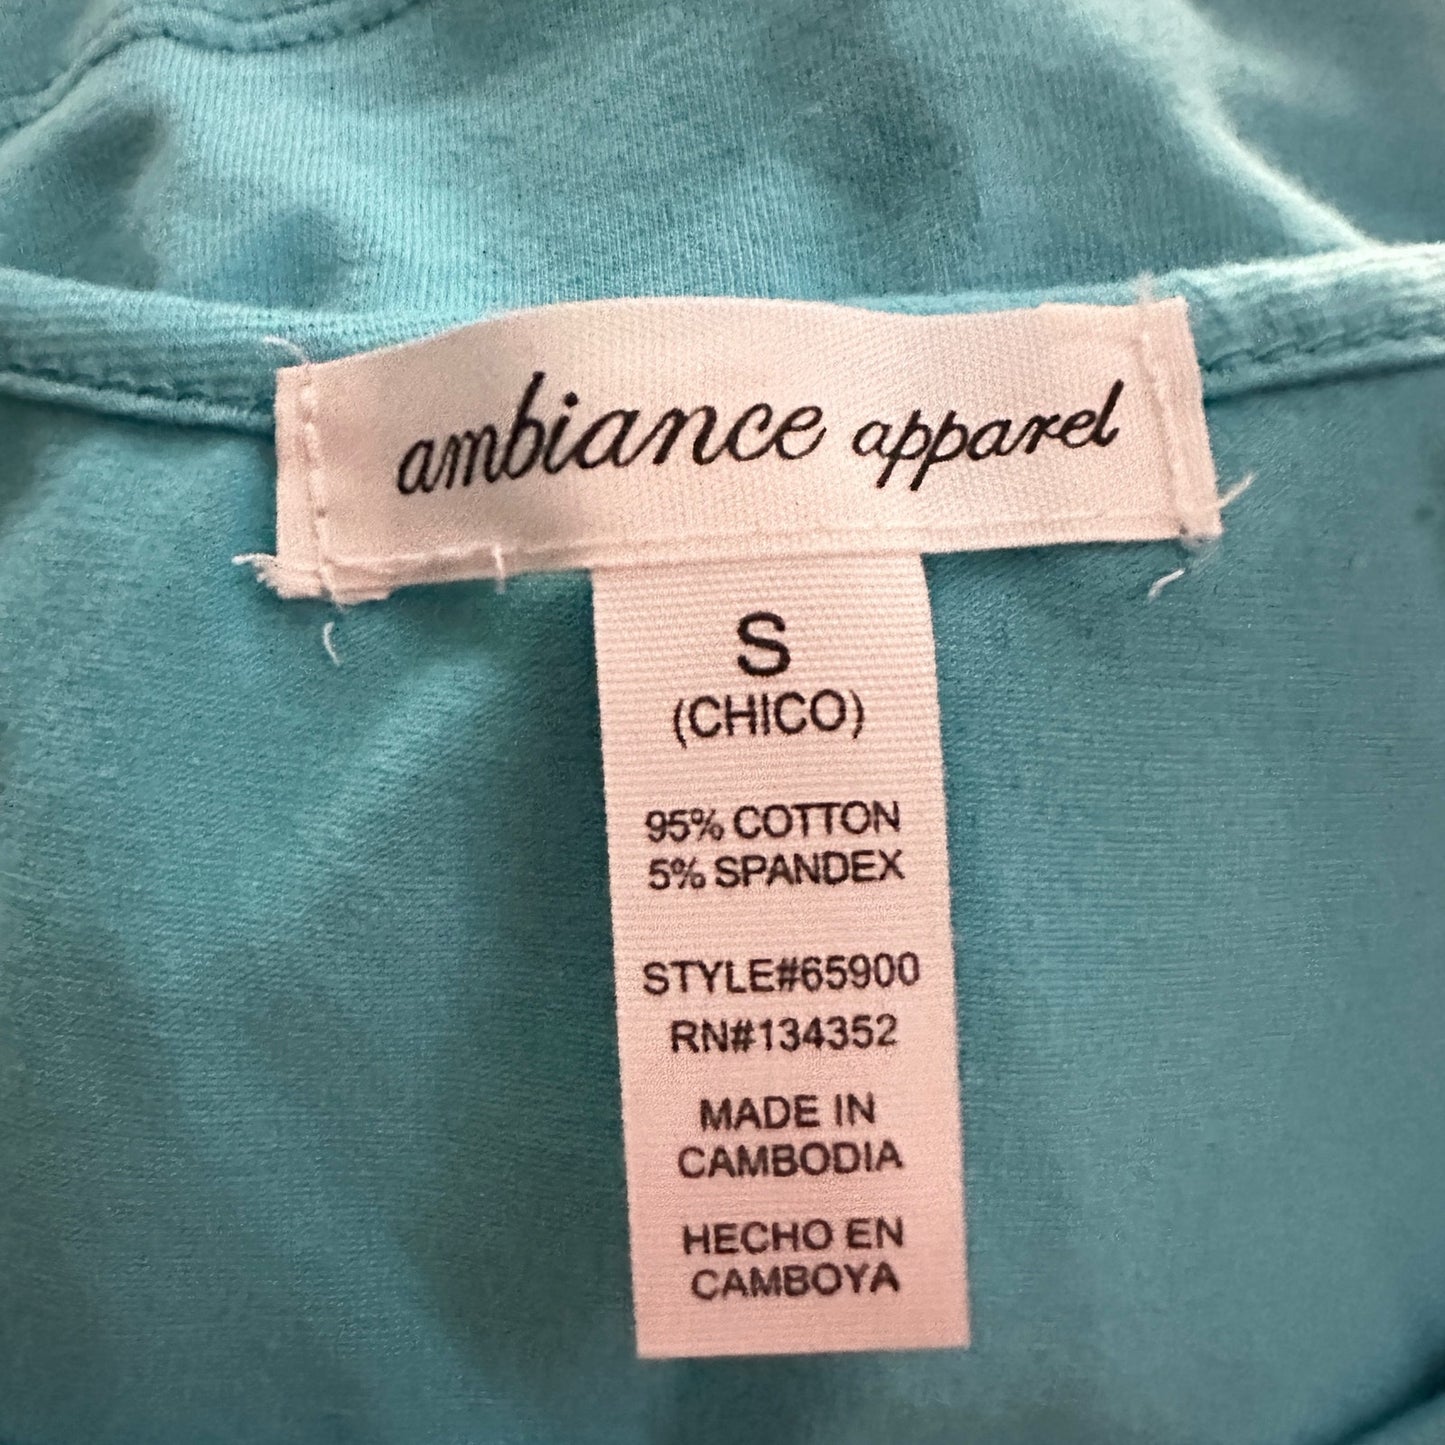 ambiance apparel
S
(CHICO)
95% COTTON
5% SPANDEX
STYLE#65900
RN#134352
MADE IN
CAMBODIA
HECHO EN
CAMBOYA